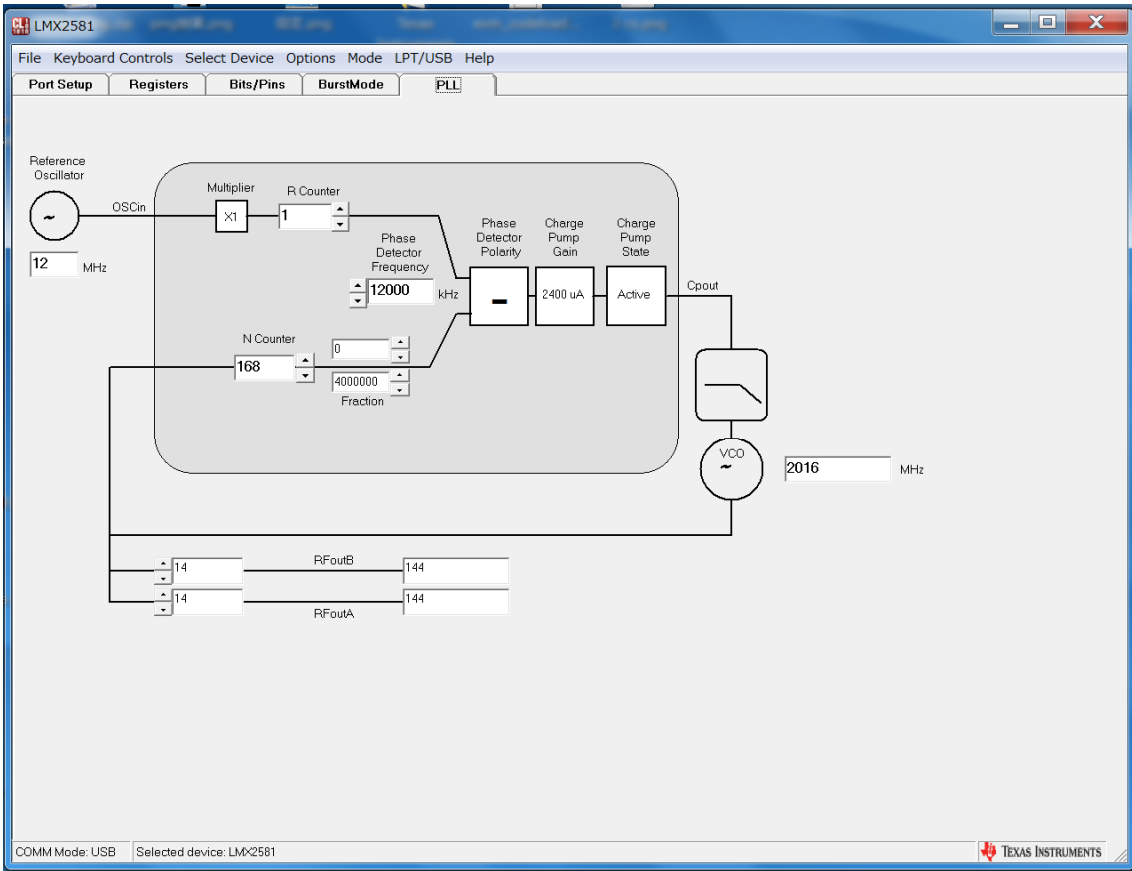 LMX2581
File Keyboard Controls Select Device Options Mode LPT/USB Help
Port Setup Registers Bits/Pins BurstMode PLL
Reference
Oscillator
OSCin
12 MHz
Multiplier
X1
R Counter
1
Phase
Detector
Frequency
12000 kHz
Phase
Detector
Polarity
-
Charge
Pump
Gain
2400 uA
Charge
Pump
State
Active
Cpout
N Counter
168
0
4000000
Fraction
VCO
2016 MHz
14 RFoutB 144
14 RFoutA 144
COMM Mode: USB Selected device: LMX2581 TEXAS INSTRUMENTS